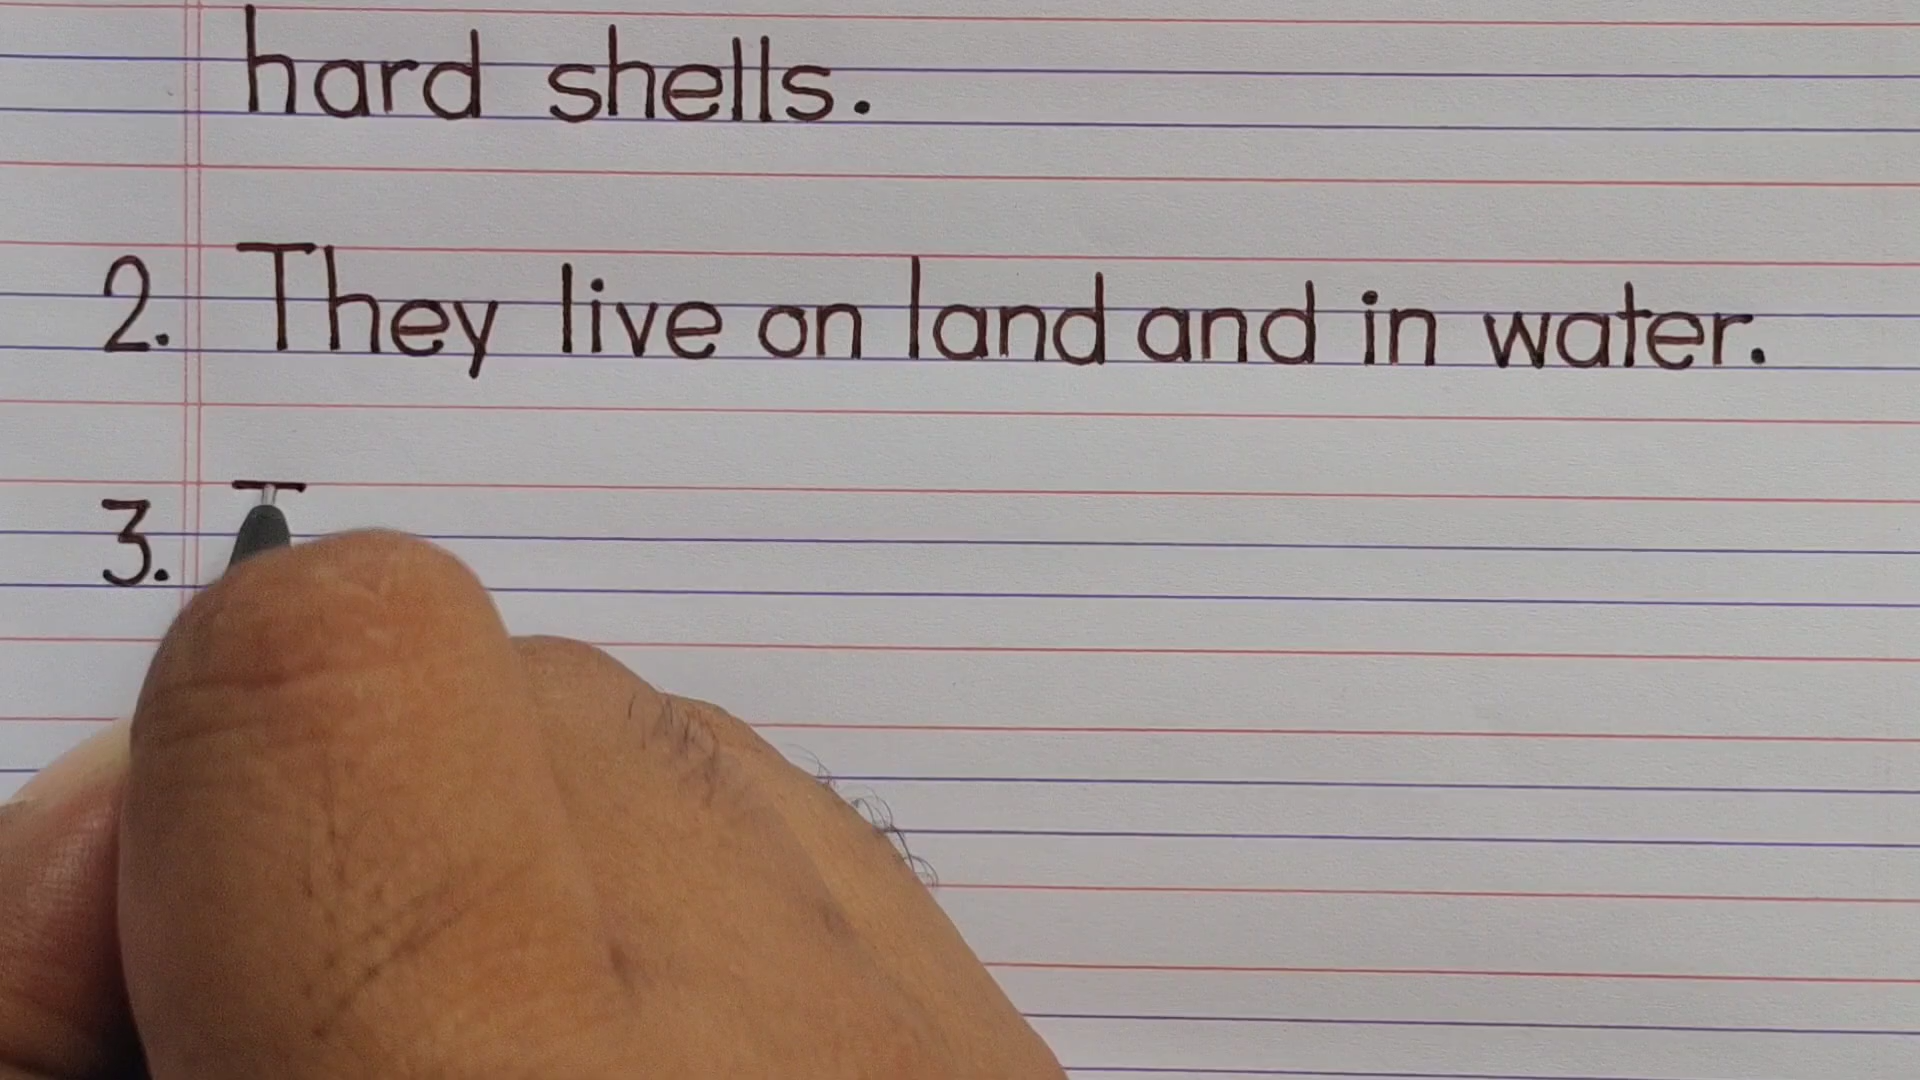 hard shells.
2. They live on land and in water.
3. T